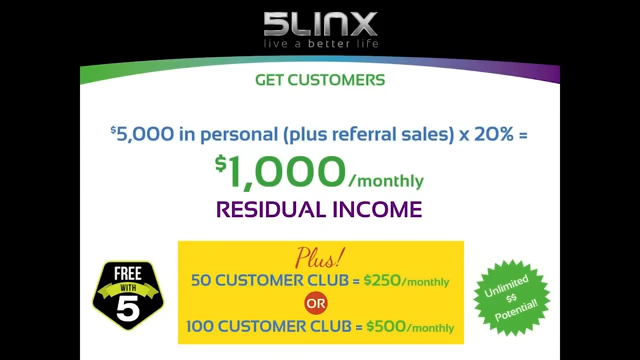 5LINX
live a better life
GET CUSTOMERS
$5,000 in personal (plus referral sales) x 20% =
$1,000/monthly
RESIDUAL INCOME
Plus!
50 CUSTOMER CLUB = $250/monthly
OR
100 CUSTOMER CLUB = $500/monthly
FREE
WITH
5
Unlimited
$$
Potential!